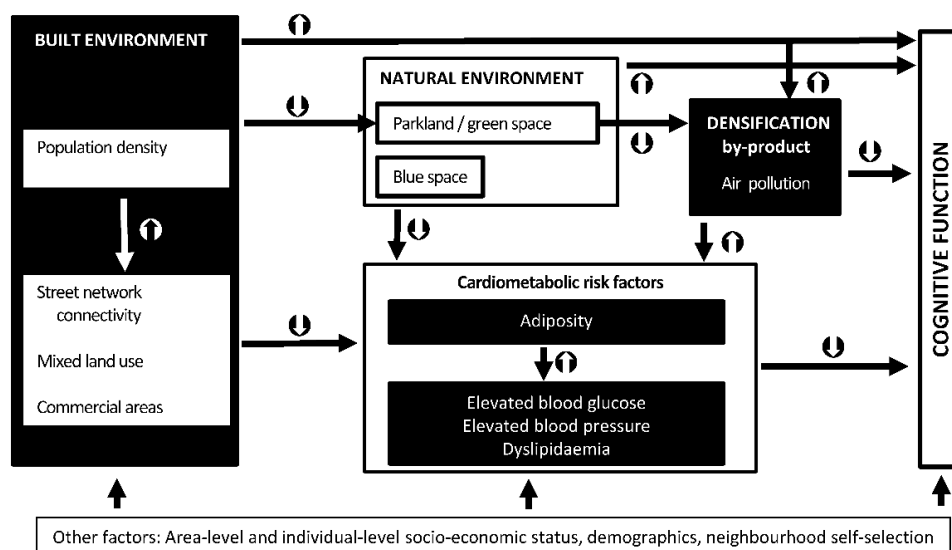 BUILT ENVIRONMENT
Population density
Street network
connectivity
Mixed land use
Commercial areas
NATURAL ENVIRONMENT
Parkland / green space
Blue space
DENSIFICATION
by-product
Air pollution
Cardiometabolic risk factors
Adiposity
Elevated blood glucose
Elevated blood pressure
Dyslipidaemia
COGNITIVE FUNCTION
Other factors: Area-level and individual-level socio-economic status, demographics, neighbourhood self-selection